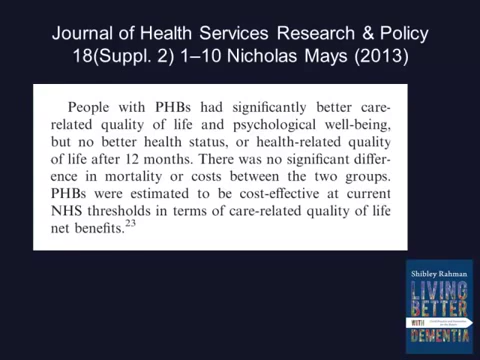 Journal of Health Services Research & Policy
18(Suppl. 2) 1–10 Nicholas Mays (2013)
People with PHBs had significantly better care-
related quality of life and psychological well-being,
but no better health status, or health-related quality
of life after 12 months. There was no significant differ-
ence in mortality or costs between the two groups.
PHBs were estimated to be cost-effective at current
NHS thresholds in terms of care-related quality of life
net benefits.23
Shibley Rahman
LIVING
BETTER
WITH
DEMENTIA